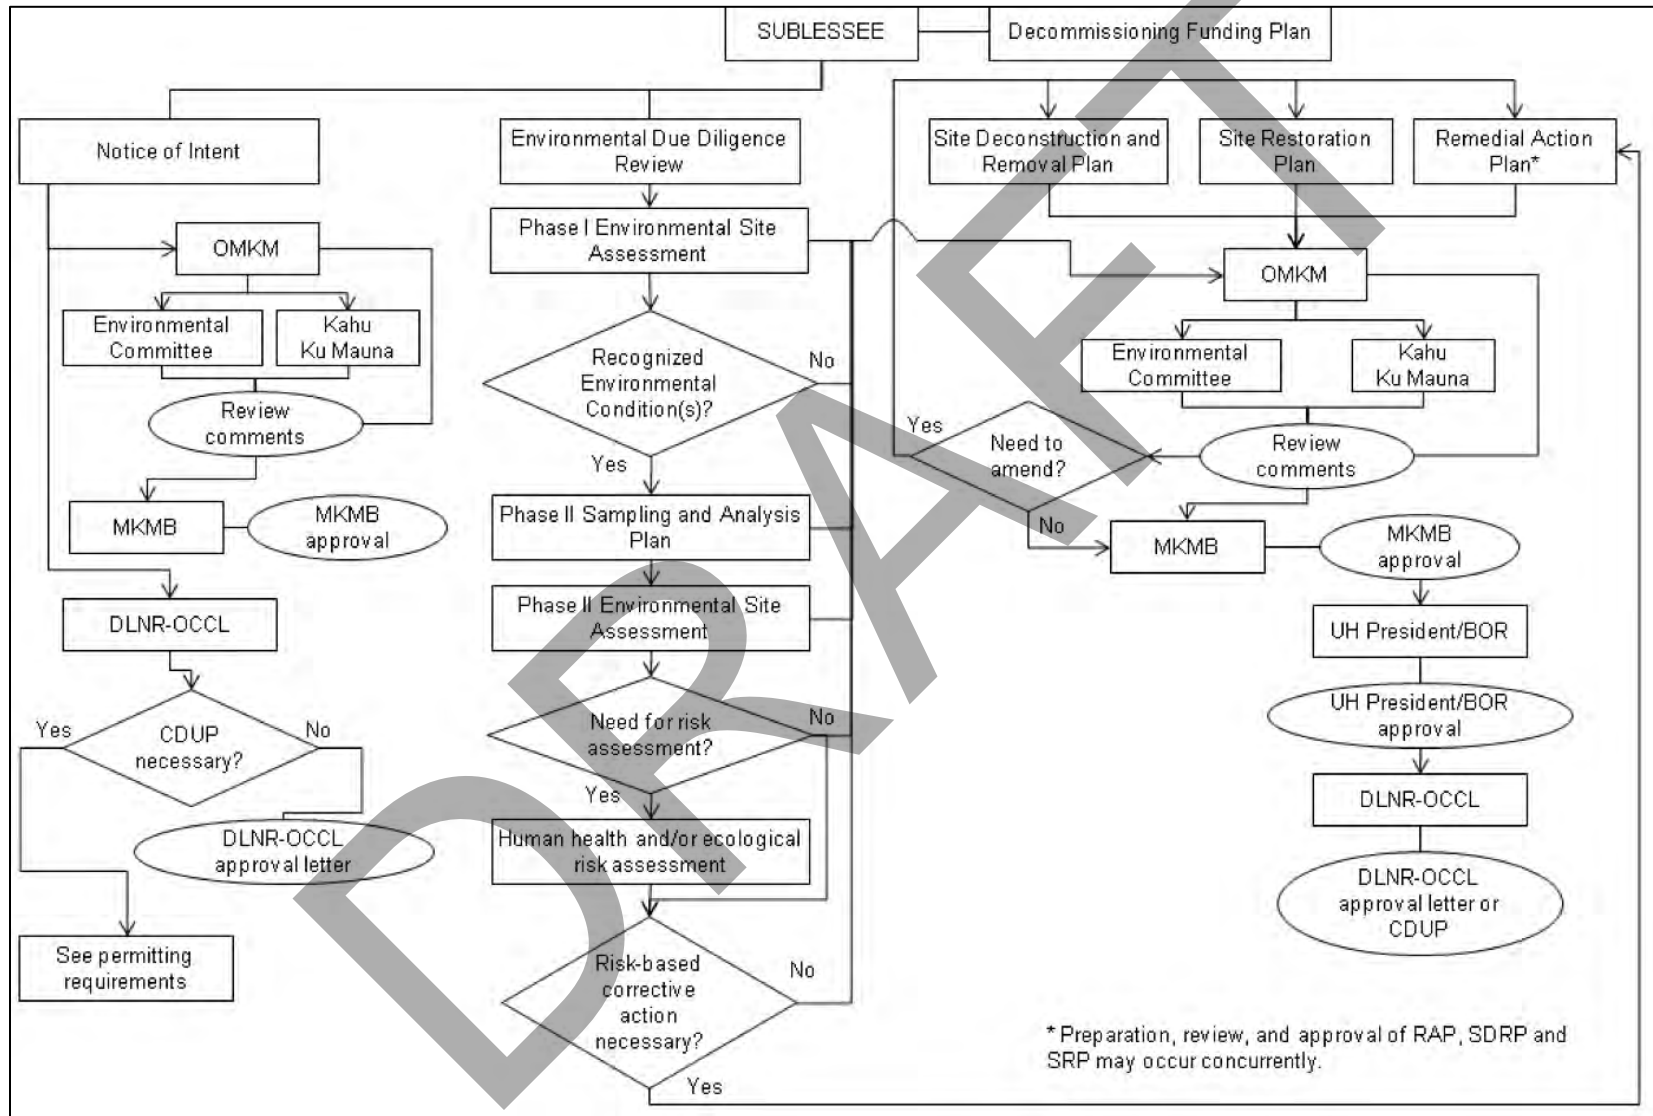 SUBLESSEE
Decommissioning Funding Plan
Notice of Intent
OMKM
Environmental
Committee
Kahu
Ku Mauna
Review
comments
MKMB
MKMB
approval
DLNR-OCCL
CDUP
necessary?
Yes
No
DLNR-OCCL
approval letter
See permitting
requirements
Environmental Due Diligence
Review
Phase I Environmental Site
Assessment
Recognized
Environmental
Condition(s)?
No
Yes
Phase II Sampling and Analysis
Plan
Phase II Environmental Site
Assessment
Need for risk
assessment?
No
Yes
Human health and/or ecological
risk assessment
Risk-based
corrective
action
necessary?
No
Yes
Site Deconstruction and
Removal Plan
Site Restoration
Plan
Remedial Action
Plan*
OMKM
Environmental
Committee
Kahu
Ku Mauna
Review
comments
Need to
amend?
Yes
No
MKMB
MKMB
approval
UH President/BOR
UH President/BOR
approval
DLNR-OCCL
DLNR-OCCL
approval letter or
CDUP
* Preparation, review, and approval of RAP, SDRP and
SRP may occur concurrently.
DRAFT